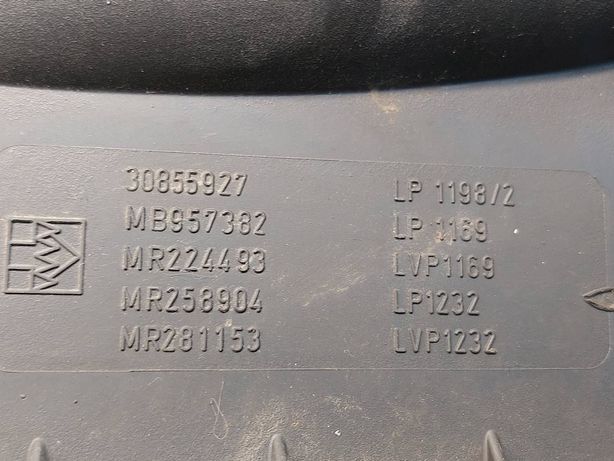 30855927 LP 1198/2
MB957382 LP 1169
MR224493 LVP1169
MR258904 LP1232
MR281153 LVP1232